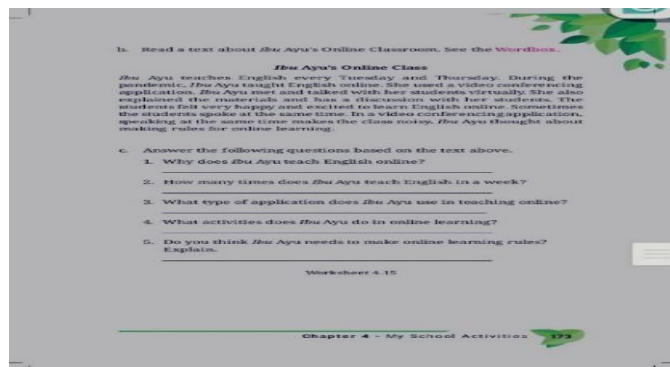 b. Read a text about Ibu Ayu's Online Classroom. See the Wordbox.
Ibu Ayu's Online Class
Ibu Ayu teaches English every Tuesday and Thursday. During the
pandemic, Ibu Ayu taught English online. She used a video conferencing
application. Ibu Ayu met and talked with her students virtually. She also
explained the materials and has a discussion with her students. The
students felt very happy and excited to learn English online. Sometimes
the students spoke at the same time. In a video conferencing application,
speaking at the same time makes the class noisy. Ibu Ayu thought about
making rules for online learning.
c. Answer the following questions based on the text above.
1. Why does Ibu Ayu teach English online?
2. How many times does Ibu Ayu teach English in a week?
3. What type of application does Ibu Ayu use in teaching online?
4. What activities does Ibu Ayu do in online learning?
5. Do you think Ibu Ayu needs to make online learning rules?
Explain.
Worksheet 4.15
Chapter 4 - My School Activities 173